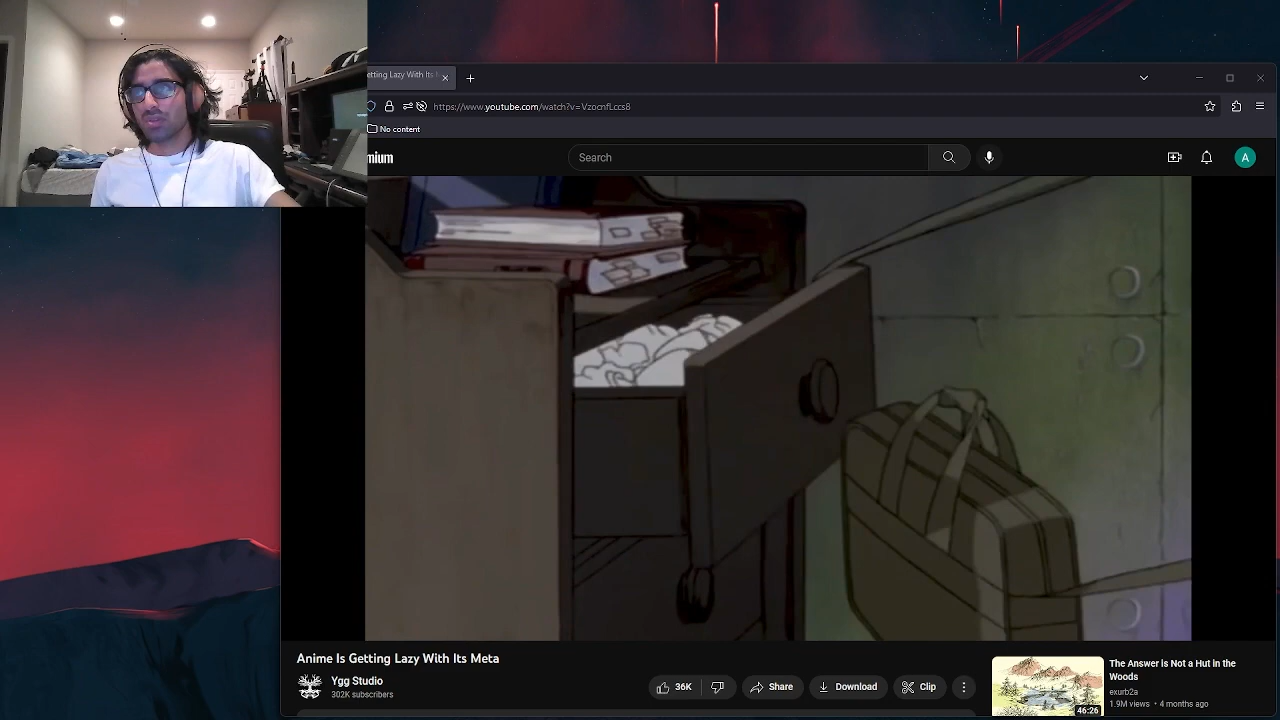 etting Lazy With Its
https://www.youtube.com/watch?v=VzocnfLccs8
No content
mium
Search
A
Anime Is Getting Lazy With Its Meta
Ygg Studio
302K subscribers
36K
Share
Download
Clip
46:26
The Answer is Not a Hut in the
Woods
exurb2a
1.9M views • 4 months ago